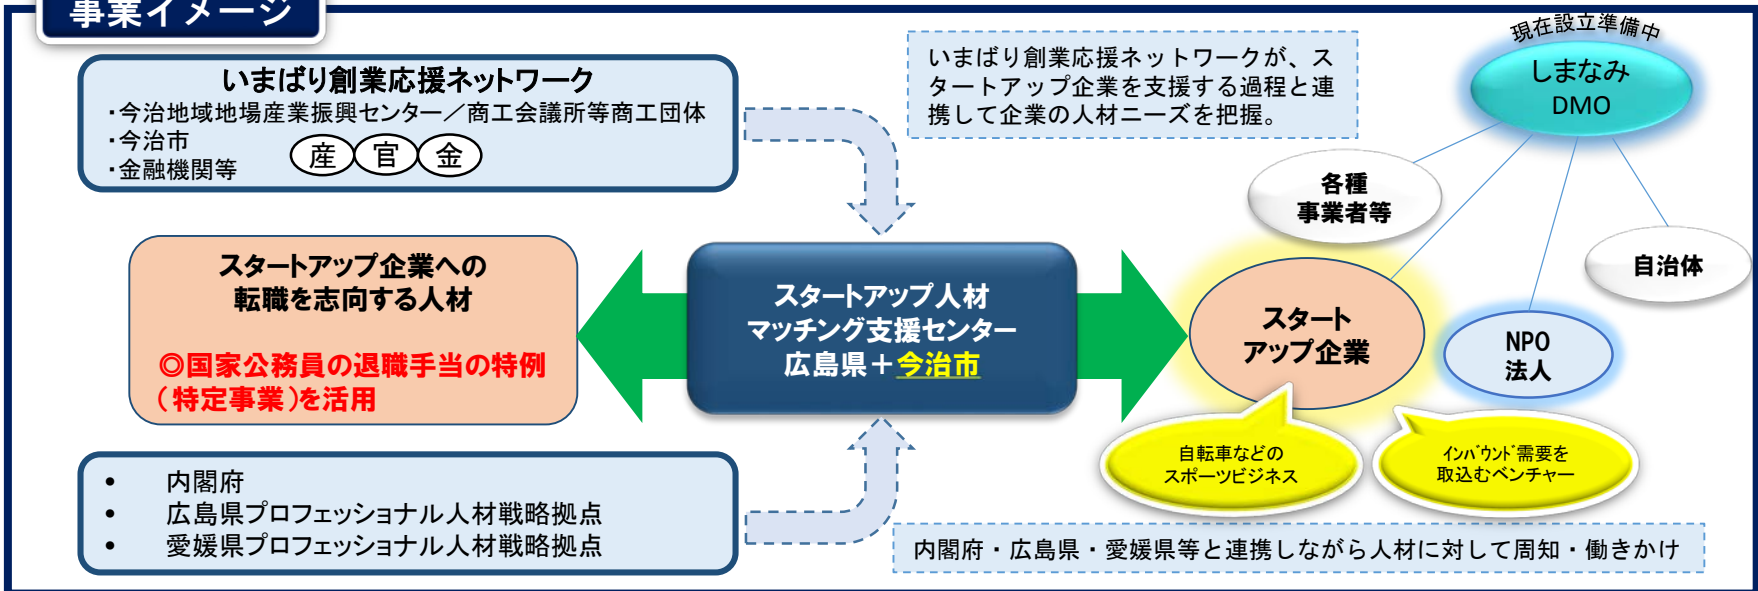 事業イメージ
いまばり創業応援ネットワーク
・今治地域地場産業振興センター／商工会議所等商工団体
・今治市
・金融機関等
産 官 金
いまばり創業応援ネットワークが、ス
タートアップ企業を支援する過程と連
携して企業の人材ニーズを把握。
現在設立準備中
しまなみ
DMO
各種
事業者等
自治体
スタートアップ企業への
転職を志向する人材
◎国家公務員の退職手当の特例
（特定事業）を活用
スタートアップ人材
マッチング支援センター
広島県＋今治市
スタート
アップ企業
NPO
法人
自転車などの
スポーツビジネス
ｲﾝﾊﾞｳﾝﾄﾞ需要を
取込むベンチャー
• 内閣府
• 広島県プロフェッショナル人材戦略拠点
• 愛媛県プロフェッショナル人材戦略拠点
内閣府・広島県・愛媛県等と連携しながら人材に対して周知・働きかけ